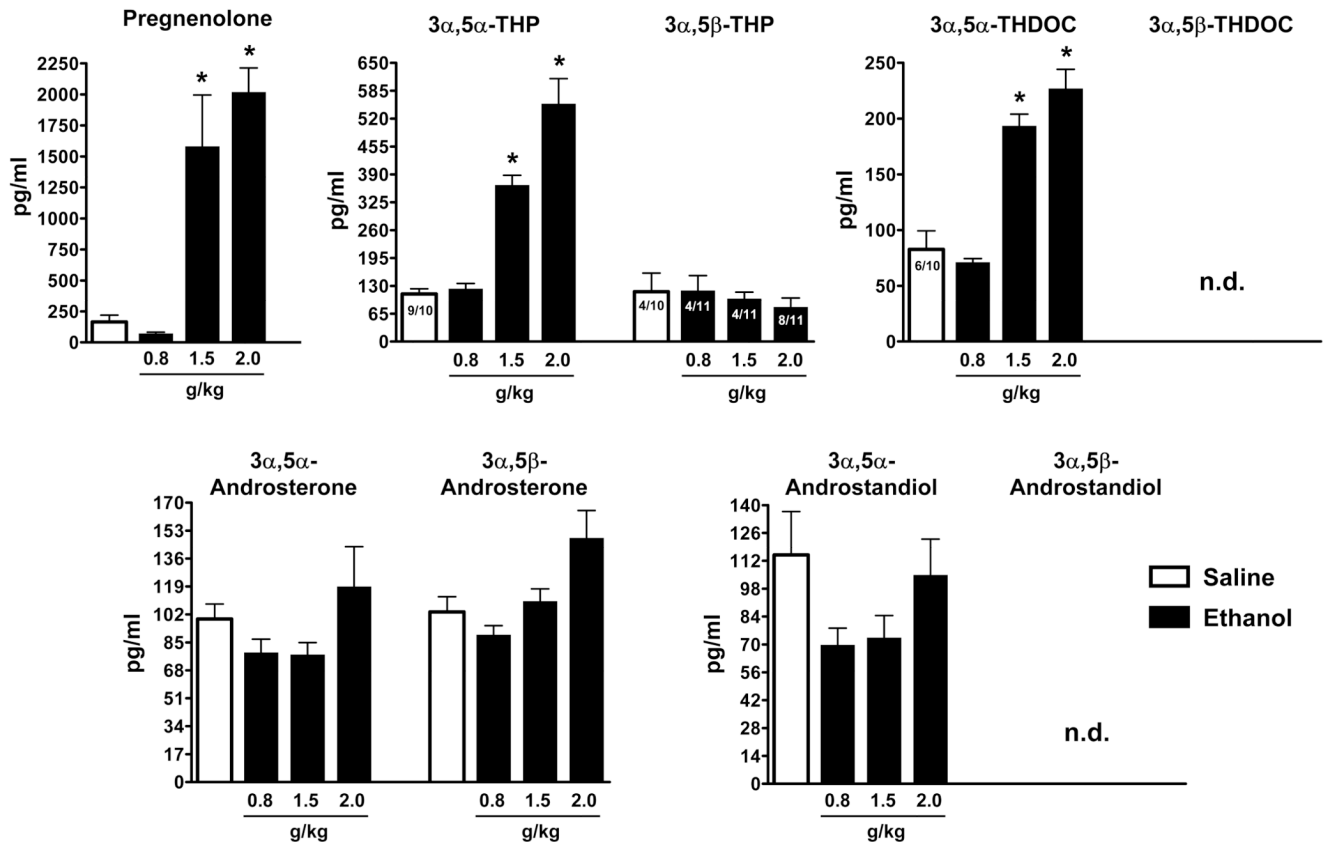 Pregnenolone
pg/ml
2250
2000
1750
1500
1250
1000
750
500
250
0
*
*
0.8 1.5 2.0
g/kg
3α,5α-THP 3α,5β-THP
pg/ml
650
585
520
455
390
325
260
195
130
65
0
*
*
9/10
4/10 4/11 4/11 8/11
0.8 1.5 2.0 0.8 1.5 2.0
g/kg g/kg
3α,5α-THDOC 3α,5β-THDOC
pg/ml
250
200
150
100
50
0
*
*
6/10
n.d.
0.8 1.5 2.0
g/kg
3α,5α-
Androsterone
3α,5β-
Androsterone
pg/ml
170
153
136
119
102
85
68
51
34
17
0
0.8 1.5 2.0 0.8 1.5 2.0
g/kg g/kg
3α,5α-
Androstandiol
3α,5β-
Androstandiol
pg/ml
140
126
112
98
84
70
56
42
28
14
0
n.d.
0.8 1.5 2.0
g/kg
Saline
Ethanol